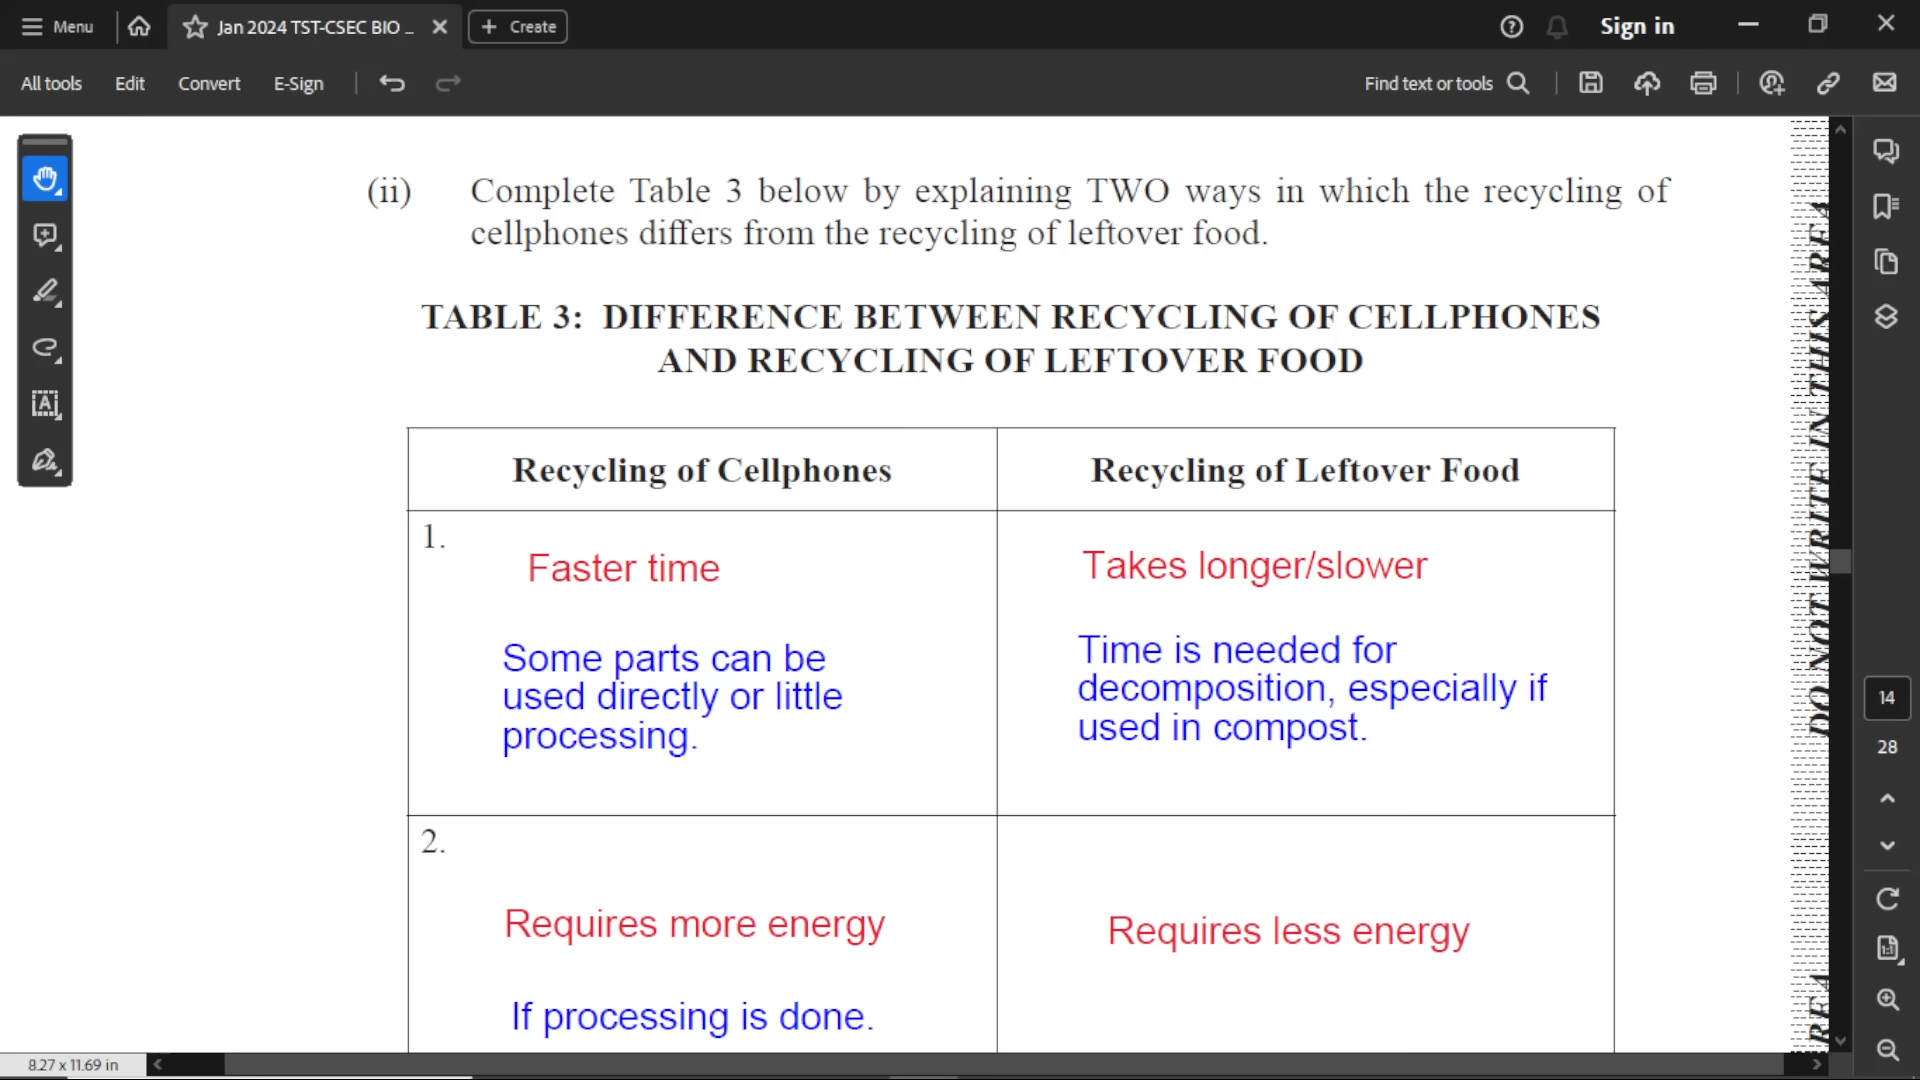 Menu
Jan 2024 TST-CSEC BIO _
Create
Sign in
All tools
Edit
Convert
E-Sign
Find text or tools
(ii) Complete Table 3 below by explaining TWO ways in which the recycling of
cellphones differs from the recycling of leftover food.
TABLE 3: DIFFERENCE BETWEEN RECYCLING OF CELLPHONES
AND RECYCLING OF LEFTOVER FOOD
Recycling of Cellphones
Recycling of Leftover Food
1.
Faster time
Some parts can be
used directly or little
processing.
Takes longer/slower
Time is needed for
decomposition, especially if
used in compost.
2.
Requires more energy
If processing is done.
Requires less energy
DO NOT WRITE IN THIS AREA
REA
14
28
1:1
8.27 x 11.69 in